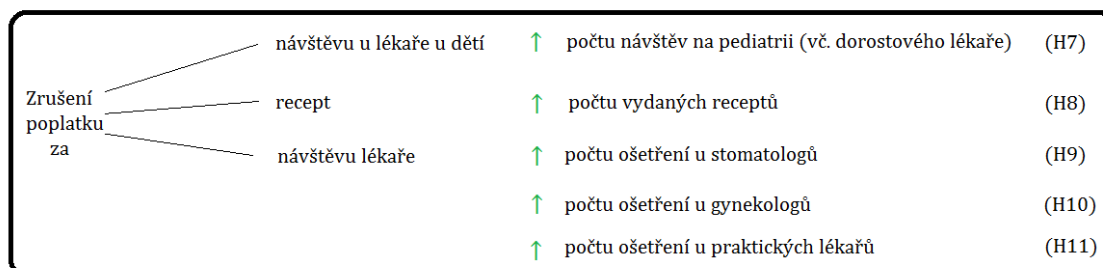 návštěvu u lékaře u dětí ↑ počtu návštěv na pediatrii (vč. dorostového lékaře) (H7)
Zrušení
poplatku
za
recept ↑ počtu vydaných receptů (H8)
návštěvu lékaře ↑ počtu ošetření u stomatologů (H9)
↑ počtu ošetření u gynekologů (H10)
↑ počtu ošetření u praktických lékařů (H11)